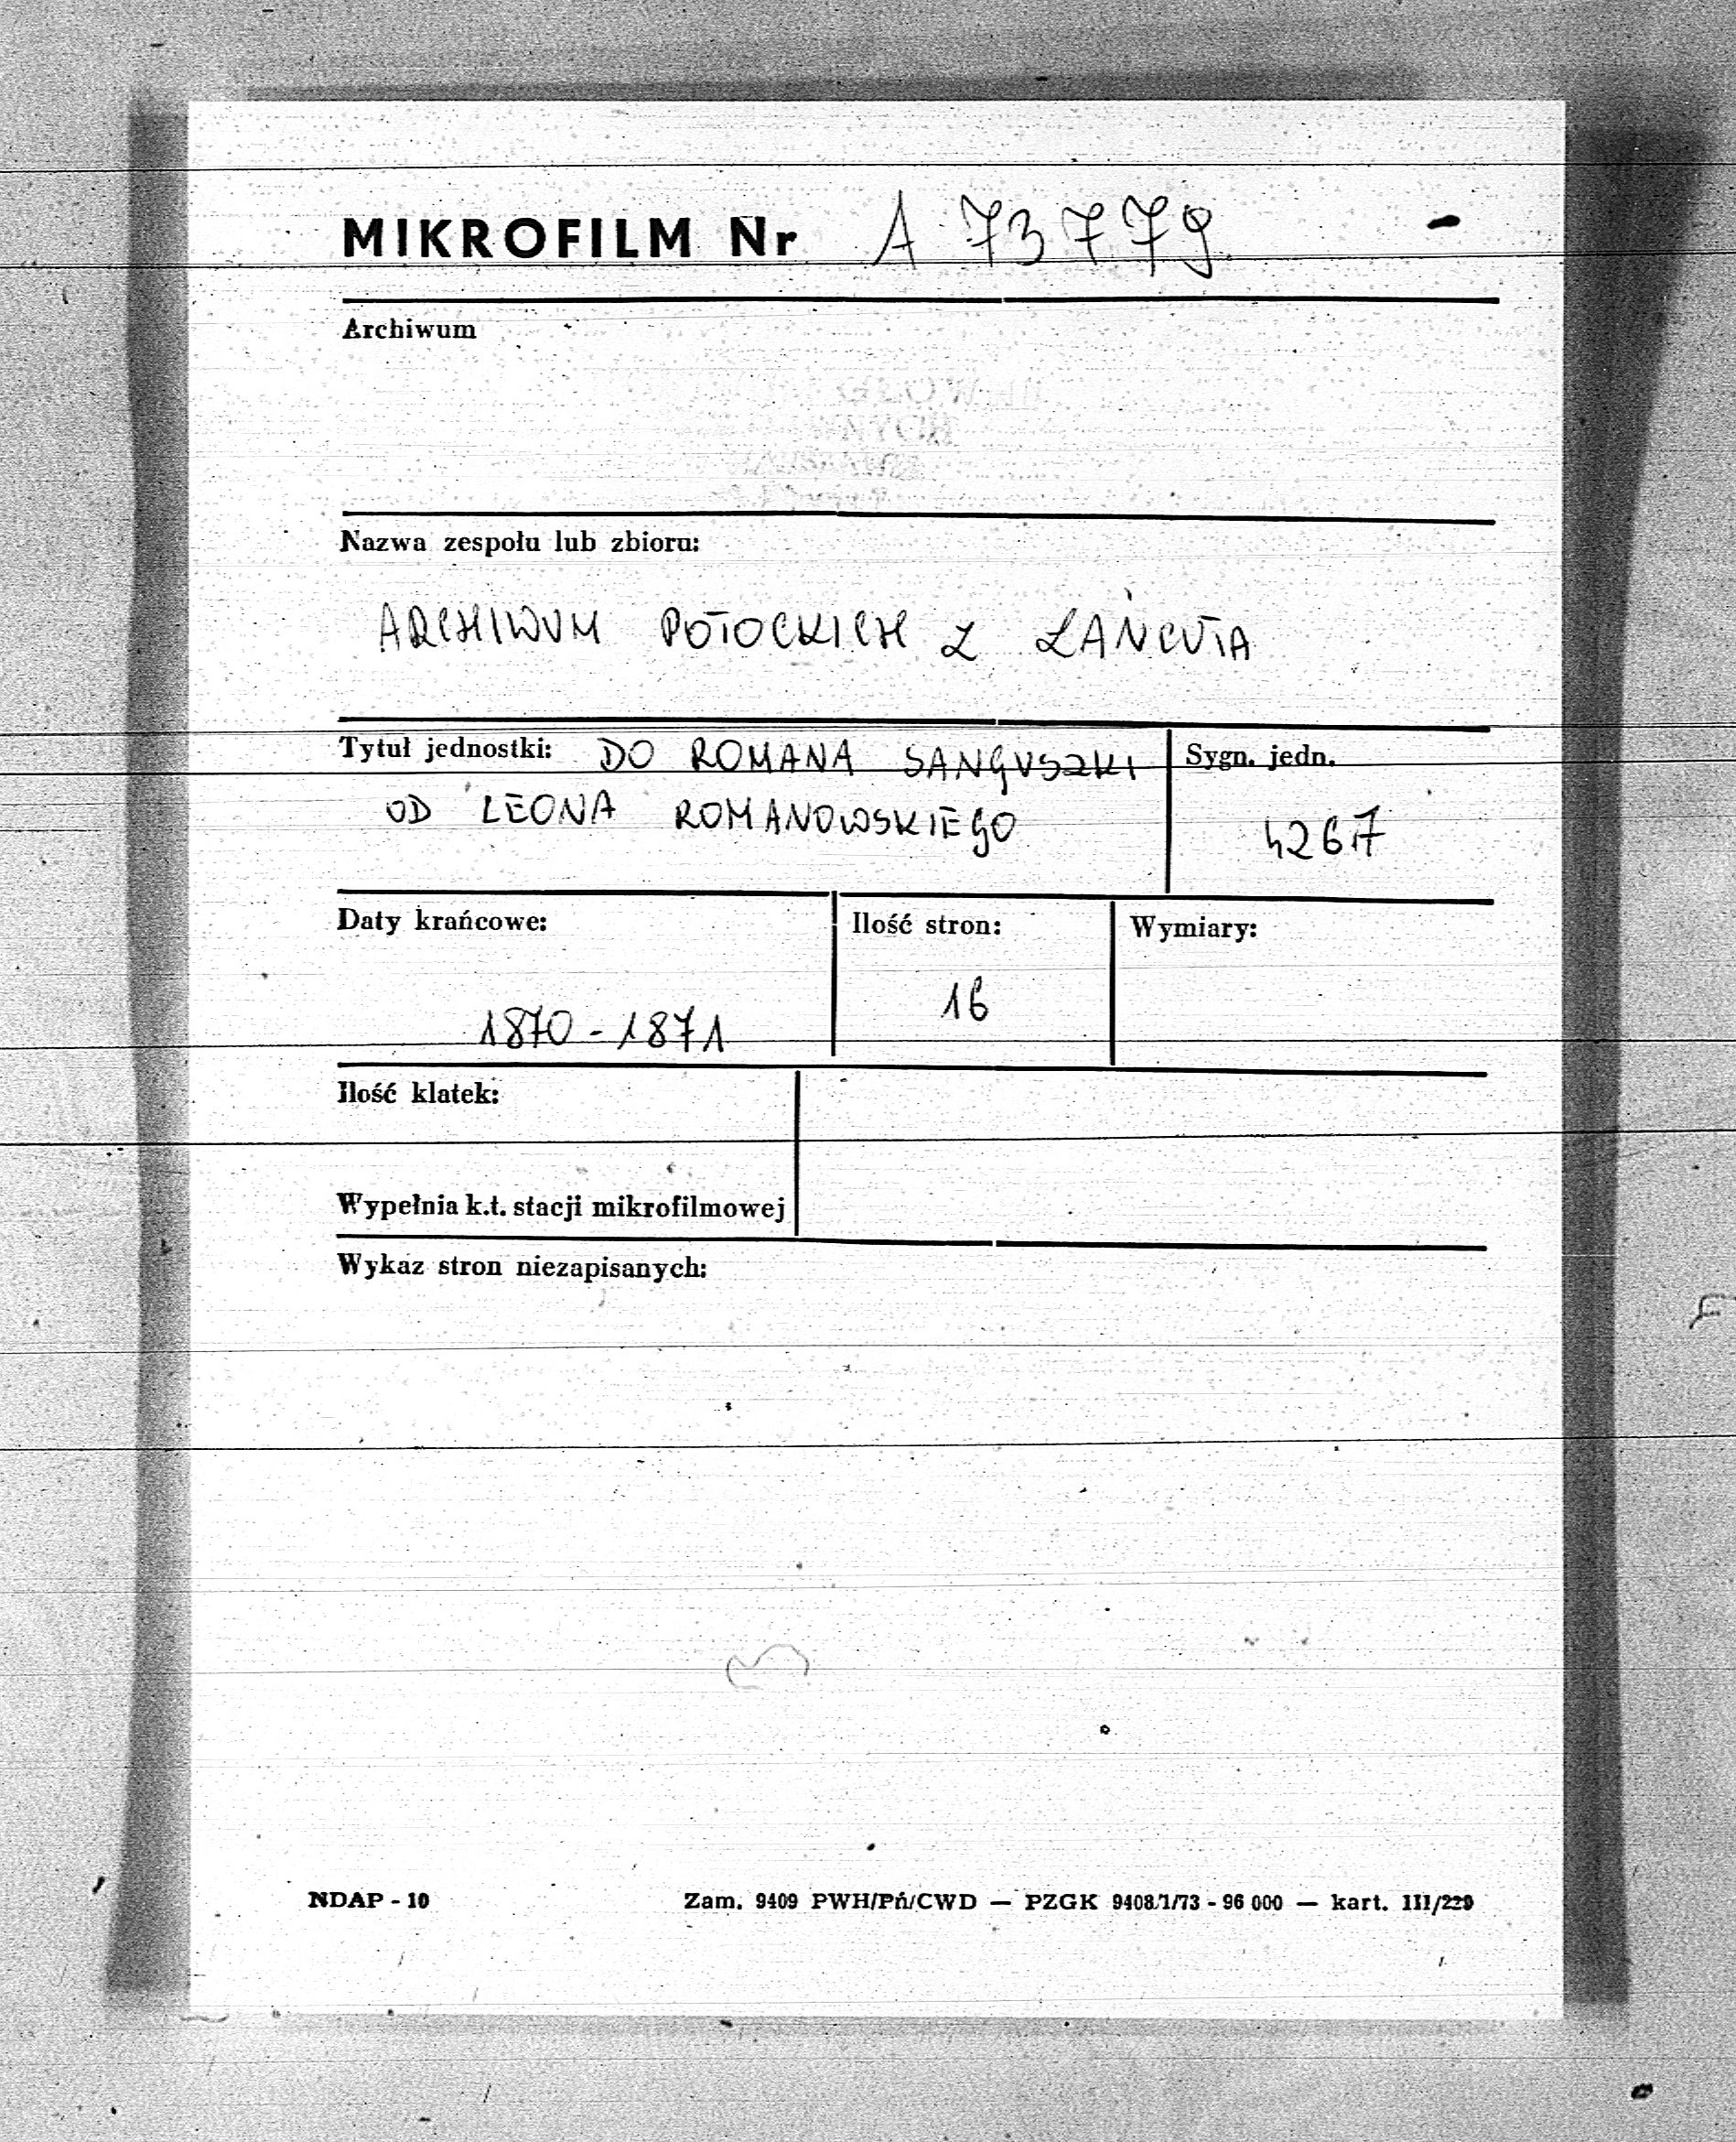 MIKROFILM Nr A 73779
Archiwum
Nazwa zespołu lub zbioru:
ARCHIWUM POTOCKICH Z ŁAŃCUTA
Tytuł jednostki: DO ROMANA SANGUSZKI
OD LEONA ROMANOWSKIEGO
Sygn. jedn.
4267
Daty krańcowe:
1870 - 1871
Ilość stron:
16
Wymiary:
Ilość klatek:
Wypełnia k.t. stacji mikrofilmowej
Wykaz stron niezapisanych:
NDAP - 10
Zam. 9409 PWH/Pń/CWD — PZGK 9408/1/73 - 96 000 — kart. III/229